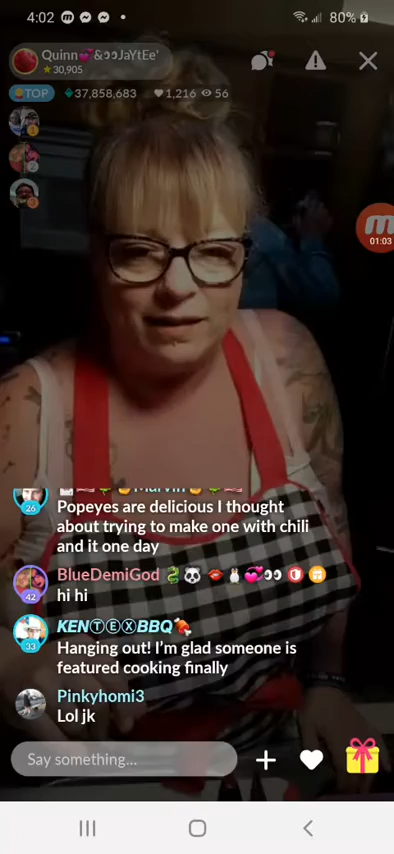 4:02 80%
Quinn💕&👀JaYtEe'
★30,905
TOP 37,858,683 1,216 56
01:03
Marvin
26
Popeyes are delicious I thought
about trying to make one with chili
and it one day
BlueDemiGod
42
hi hi
KENⓉⒺⓍBBQ
33
Hanging out! I'm glad someone is
featured cooking finally
Pinkyhomi3
Lol jk
Say something...